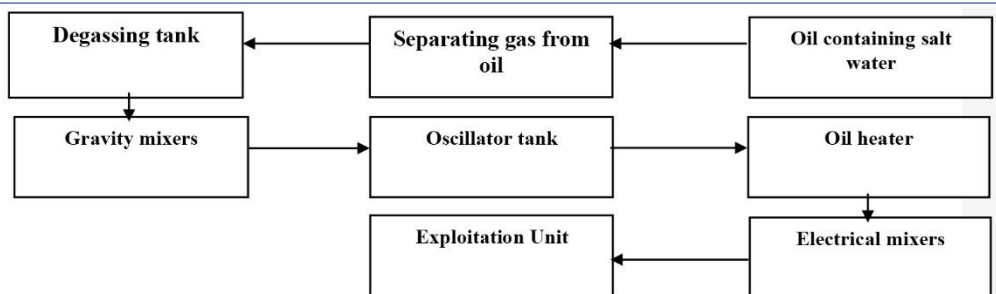 Degassing tank
Separating gas from
oil
Oil containing salt
water
Gravity mixers
Oscillator tank
Oil heater
Exploitation Unit
Electrical mixers